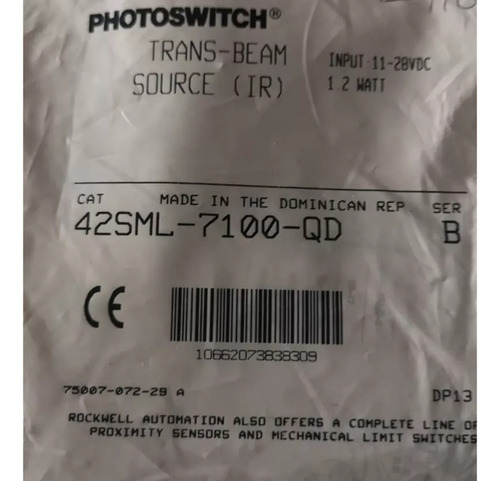 PHOTOSWITCH®
TRANS-BEAM
SOURCE (IR)
INPUT: 11-28VDC
1.2 WATT
CAT
MADE IN THE DOMINICAN REP
SER
42SML-7100-QD
B
CE
10662073838309
75007-072-29 A
DP13
ROCKWELL AUTOMATION ALSO OFFERS A COMPLETE LINE OF
PROXIMITY SENSORS AND MECHANICAL LIMIT SWITCHES